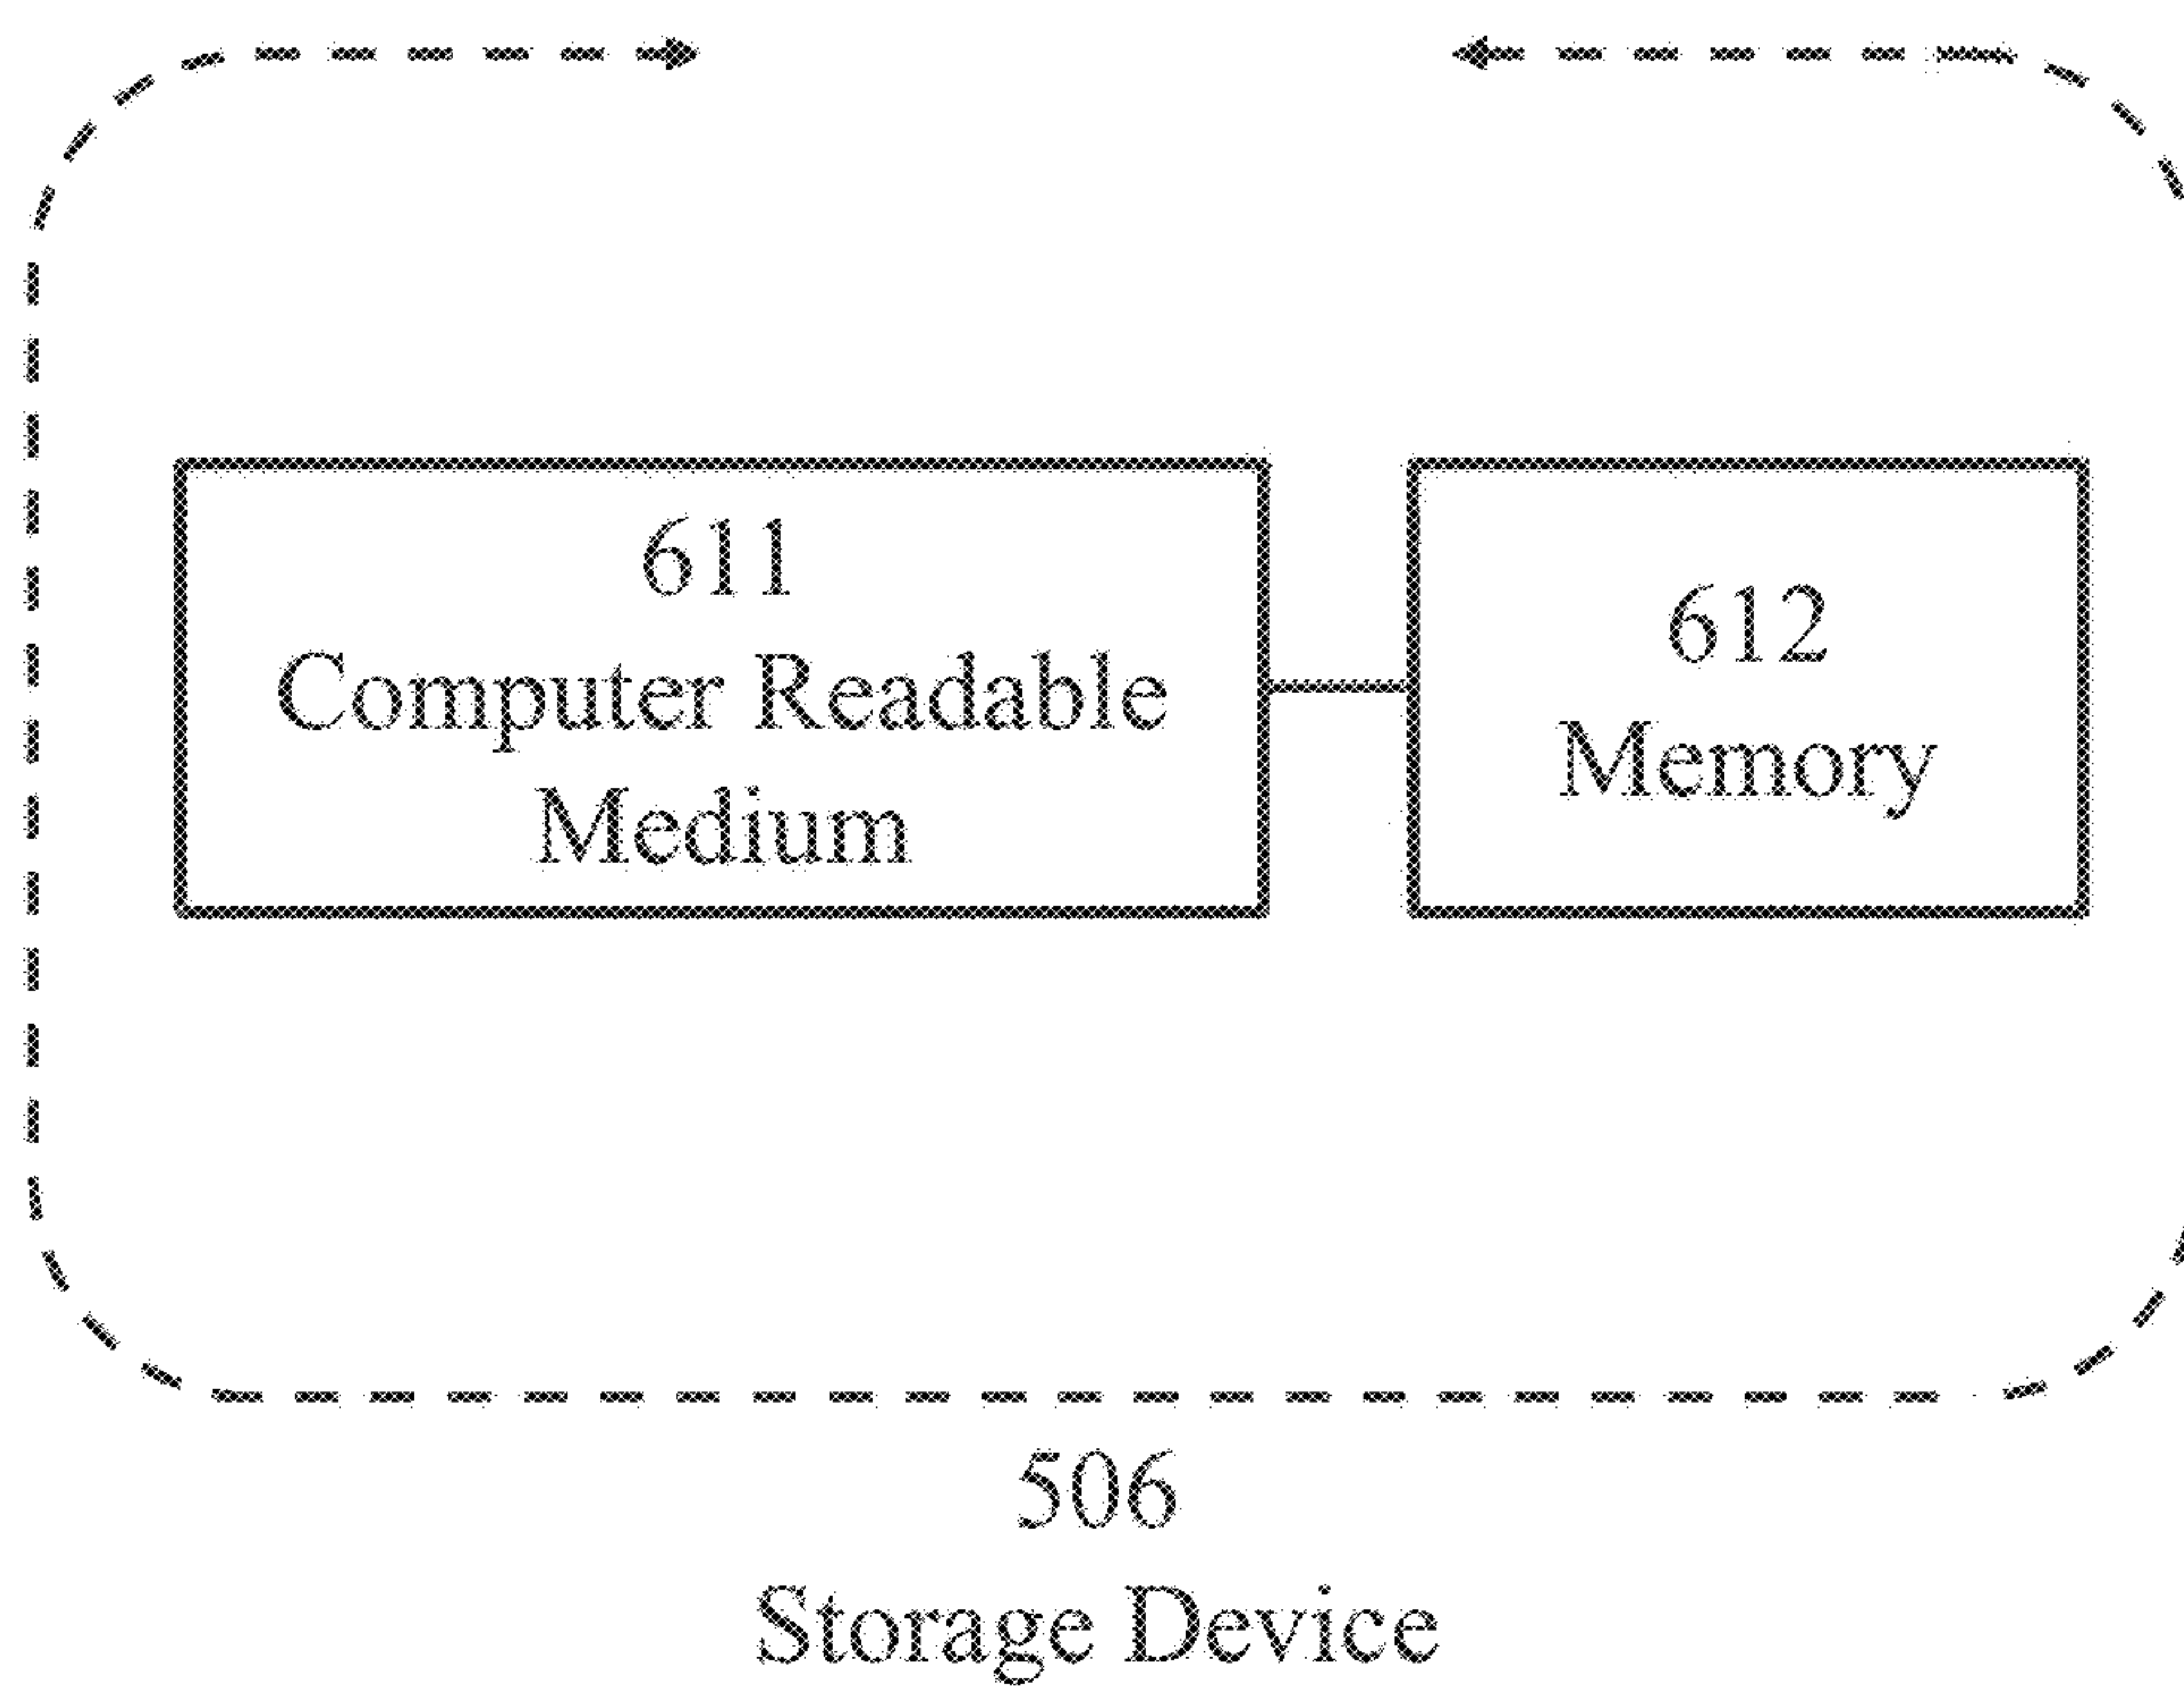 611
Computer Readable
Medium
612
Memory
506
Storage Device